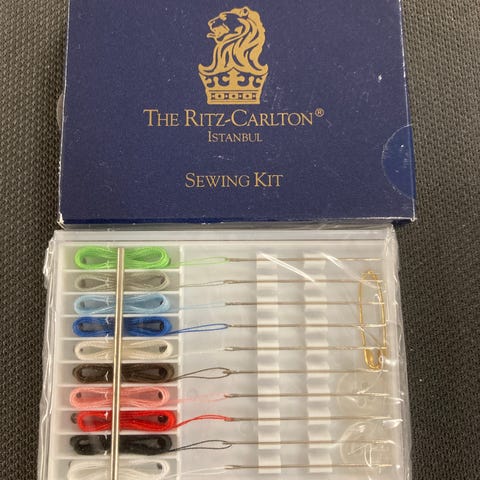 THE RITZ-CARLTON®
ISTANBUL
SEWING KIT